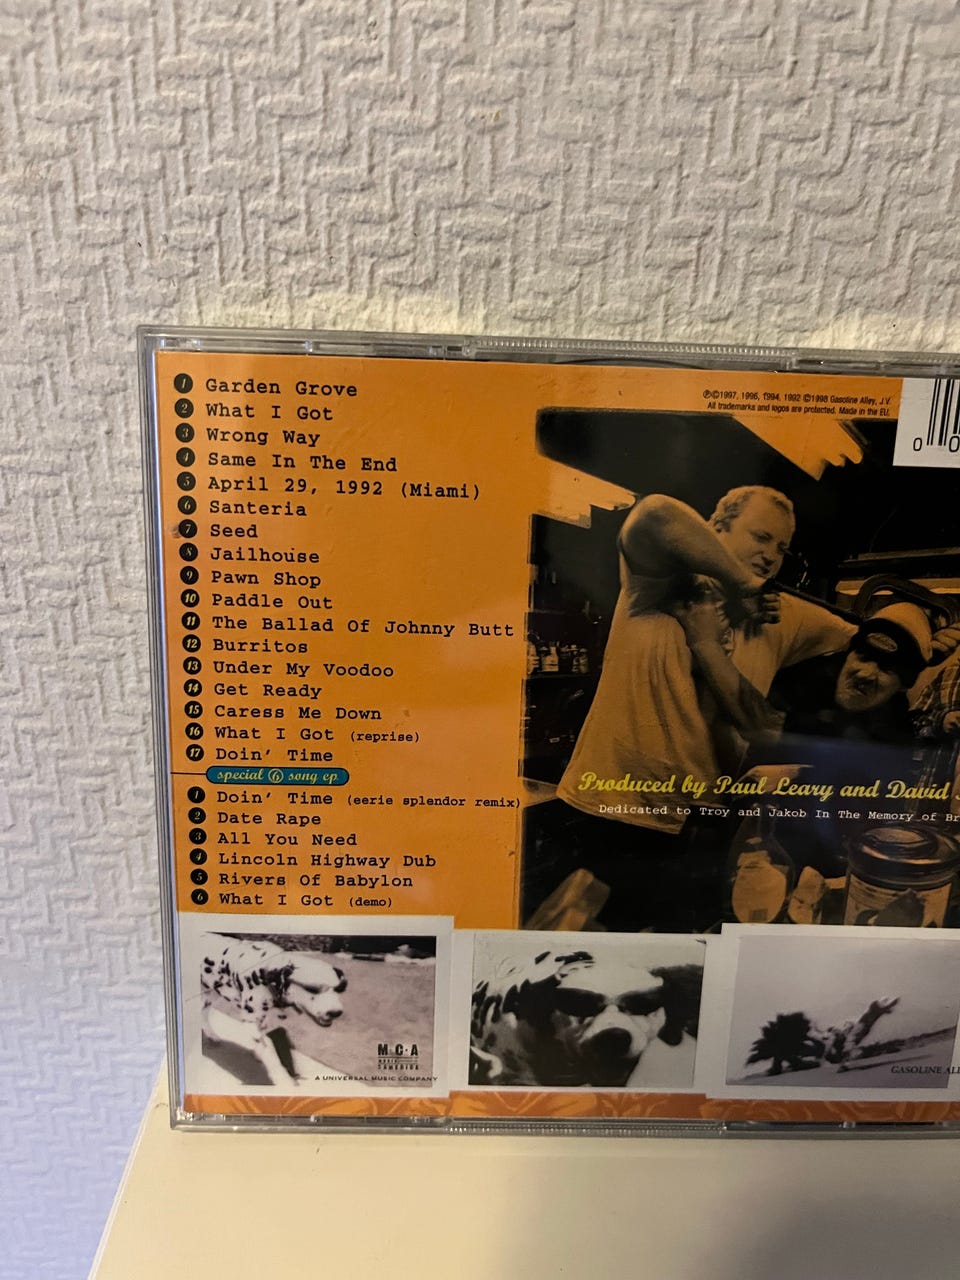 1 Garden Grove
2 What I Got
3 Wrong Way
4 Same In The End
5 April 29, 1992 (Miami)
6 Santeria
7 Seed
8 Jailhouse
9 Pawn Shop
10 Paddle Out
11 The Ballad Of Johnny Butt
12 Burritos
13 Under My Voodoo
14 Get Ready
15 Caress Me Down
16 What I Got (reprise)
17 Doin' Time
special 6 song ep
1 Doin' Time (eerie splendor remix)
2 Date Rape
3 All You Need
4 Lincoln Highway Dub
5 Rivers Of Babylon
6 What I Got (demo)
℗©1997, 1996, 1994, 1992 ©1998 Gasoline Alley, J.V.
All trademarks and logos are protected. Made in the EU.
0
Produced by Paul Leary and David
Dedicated to Troy and Jakob In The Memory of Br
M·C·A
A UNIVERSAL MUSIC COMPANY
GASOLINE ALL